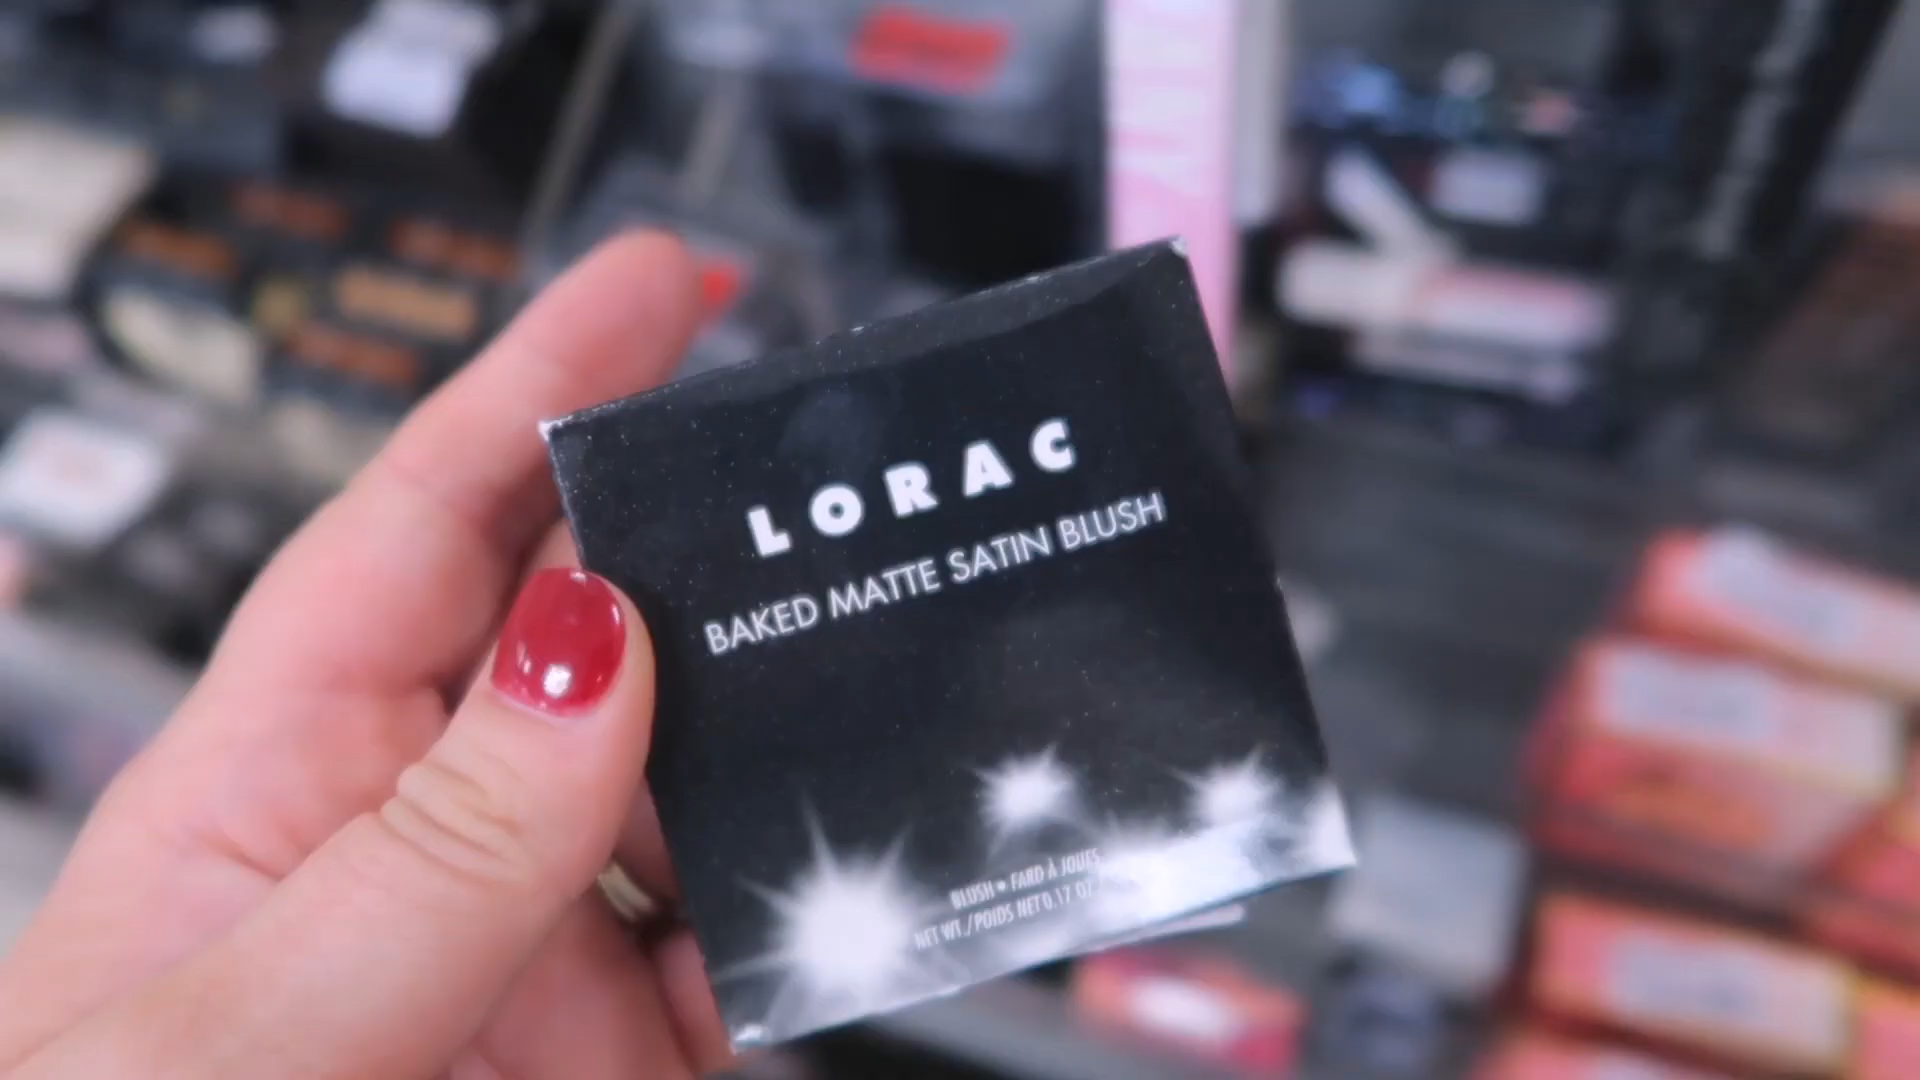 LORAC
BAKED MATTE SATIN BLUSH
BLUSH • FARD À JOUES
NET WT./POIDS NET 0.17 OZ